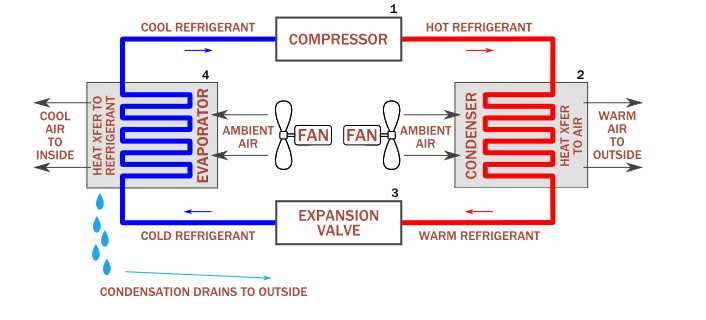 1
COOL REFRIGERANT
COMPRESSOR
HOT REFRIGERANT
4
2
COOL
AIR
TO
INSIDE
HEAT XFER TO
REFRIGERANT
EVAPORATOR
AMBIENT
AIR
FAN
FAN
AMBIENT
AIR
CONDENSER
HEAT XFER
TO AIR
WARM
AIR
TO
OUTSIDE
3
COLD REFRIGERANT
EXPANSION
VALVE
WARM REFRIGERANT
CONDENSATION DRAINS TO OUTSIDE